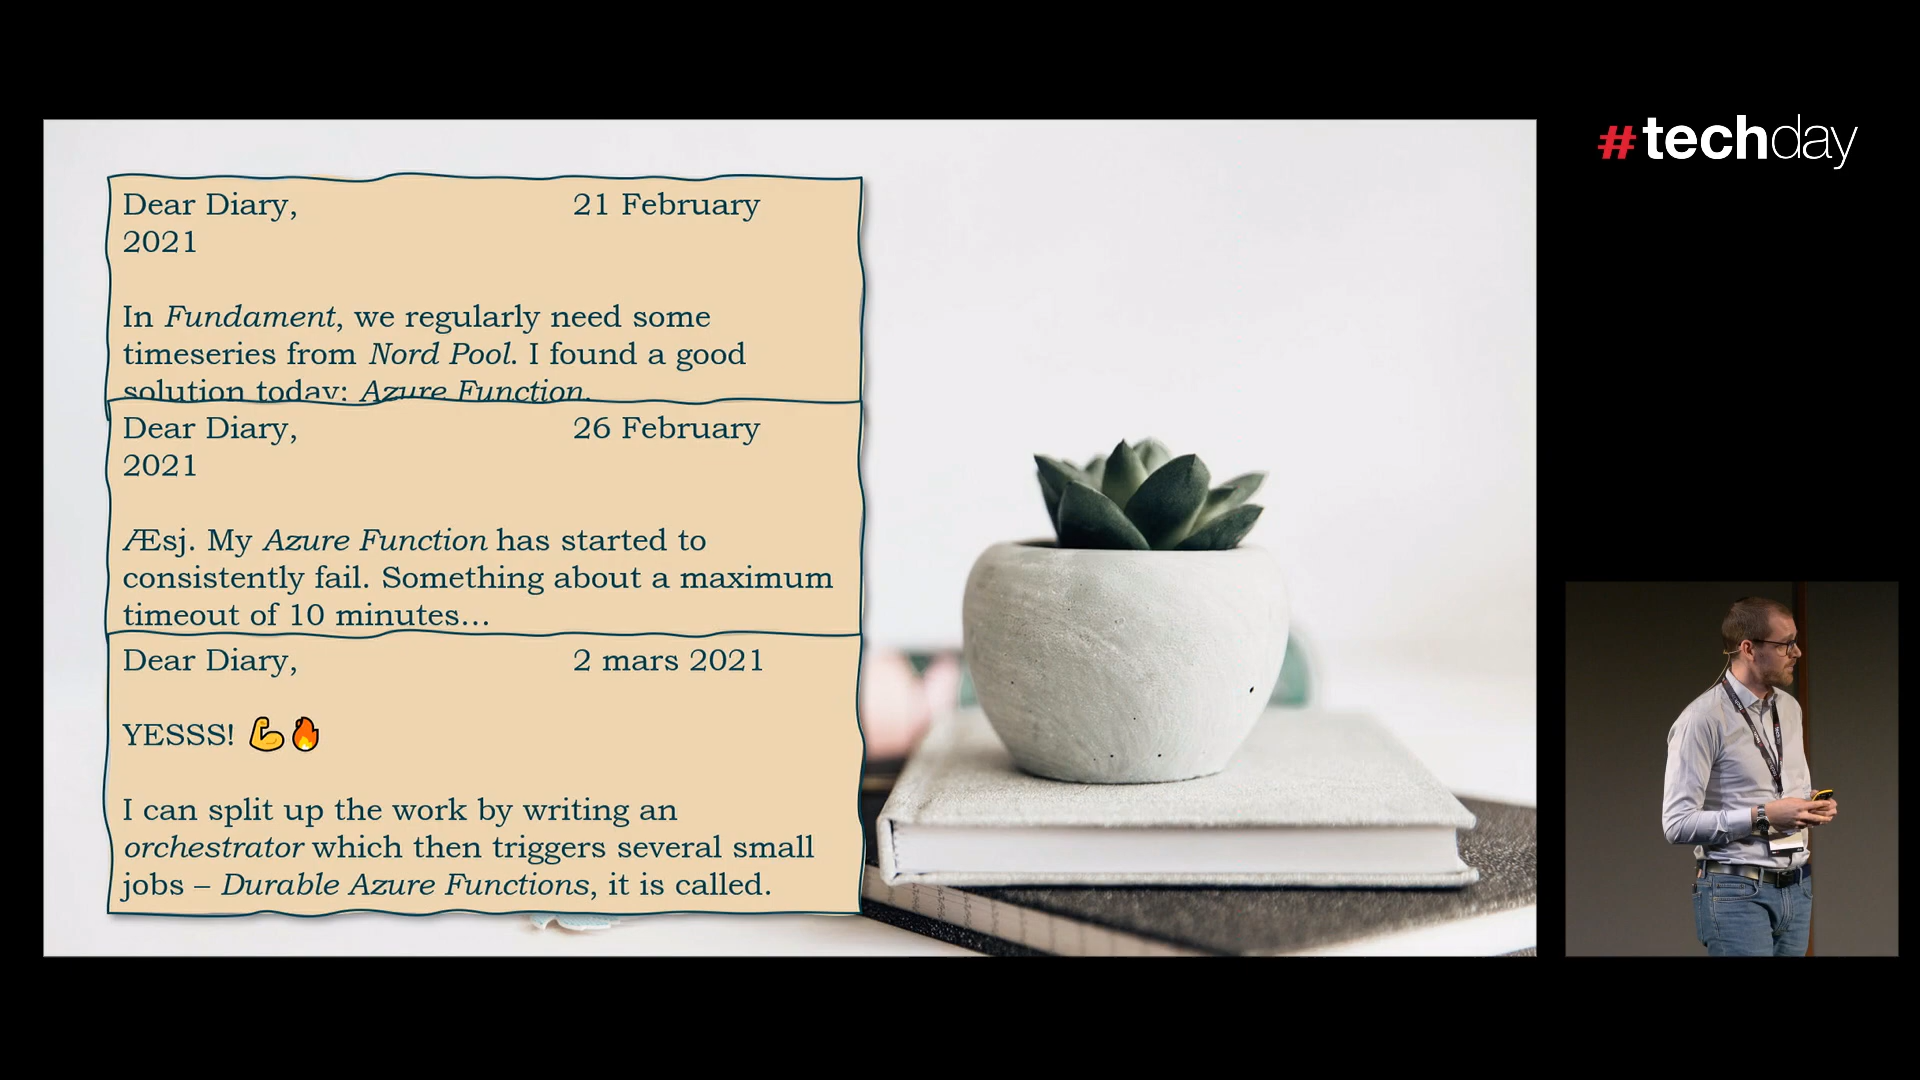 #techday
Dear Diary, 21 February
2021
In Fundament, we regularly need some
timeseries from Nord Pool. I found a good
solution today: Azure Function.
Dear Diary, 26 February
2021
Æsj. My Azure Function has started to
consistently fail. Something about a maximum
timeout of 10 minutes...
Dear Diary, 2 mars 2021
YESSS! 💪🔥
I can split up the work by writing an
orchestrator which then triggers several small
jobs – Durable Azure Functions, it is called.